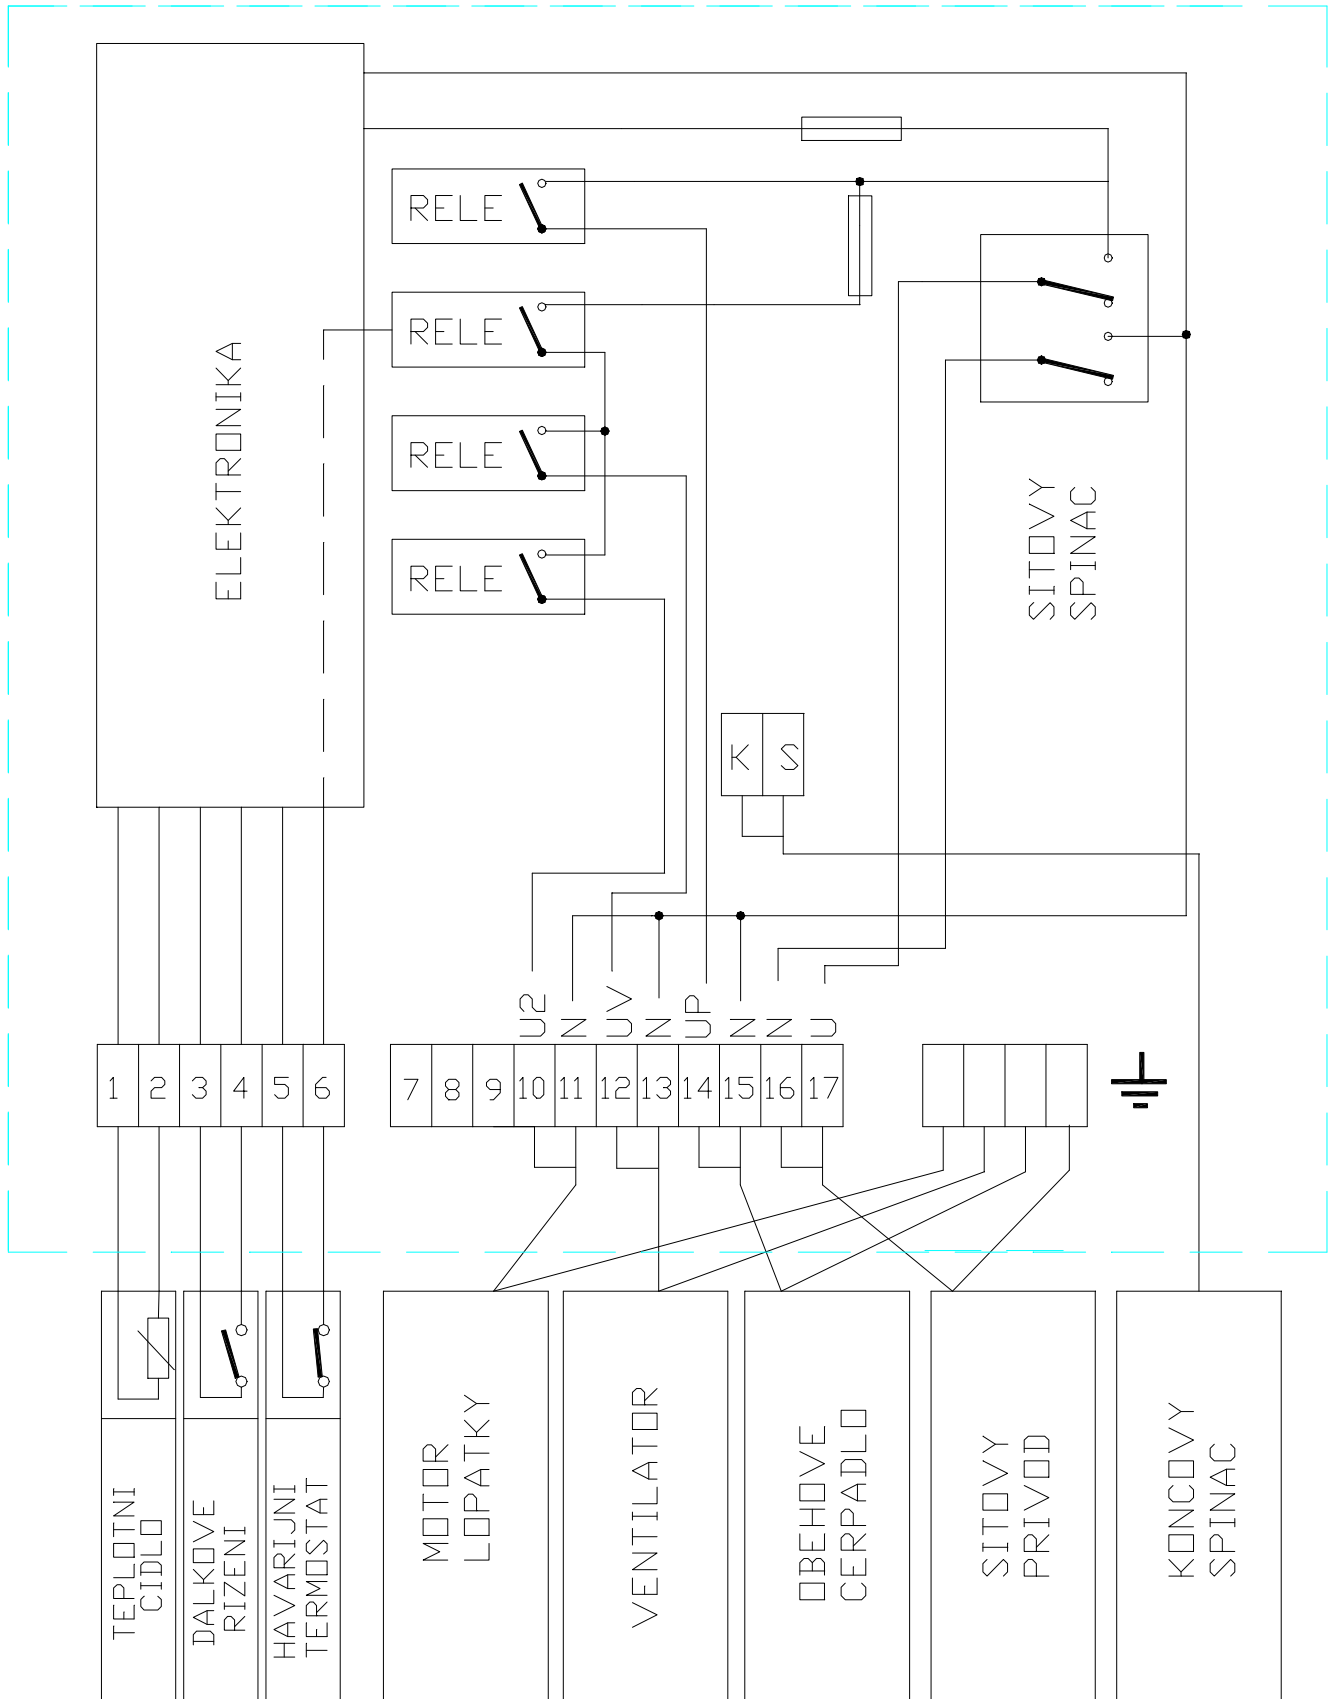 RELE
RELE
RELE
RELE
ELEKTRONIKA
SITOVY
SPINAC
K S
U2 N UV N UP N N U
1 2 3 4 5 6 7 8 9 10 11 12 13 14 15 16 17
TEPLOTNI
CIDLO
DALKOVE
RIZENI
HAVARIJNI
TERMOSTAT
MOTOR
LOPATKY
VENTILATOR
OBEHOVE
CERPADLO
SITOVY
PRIVOD
KONCOVY
SPINAC